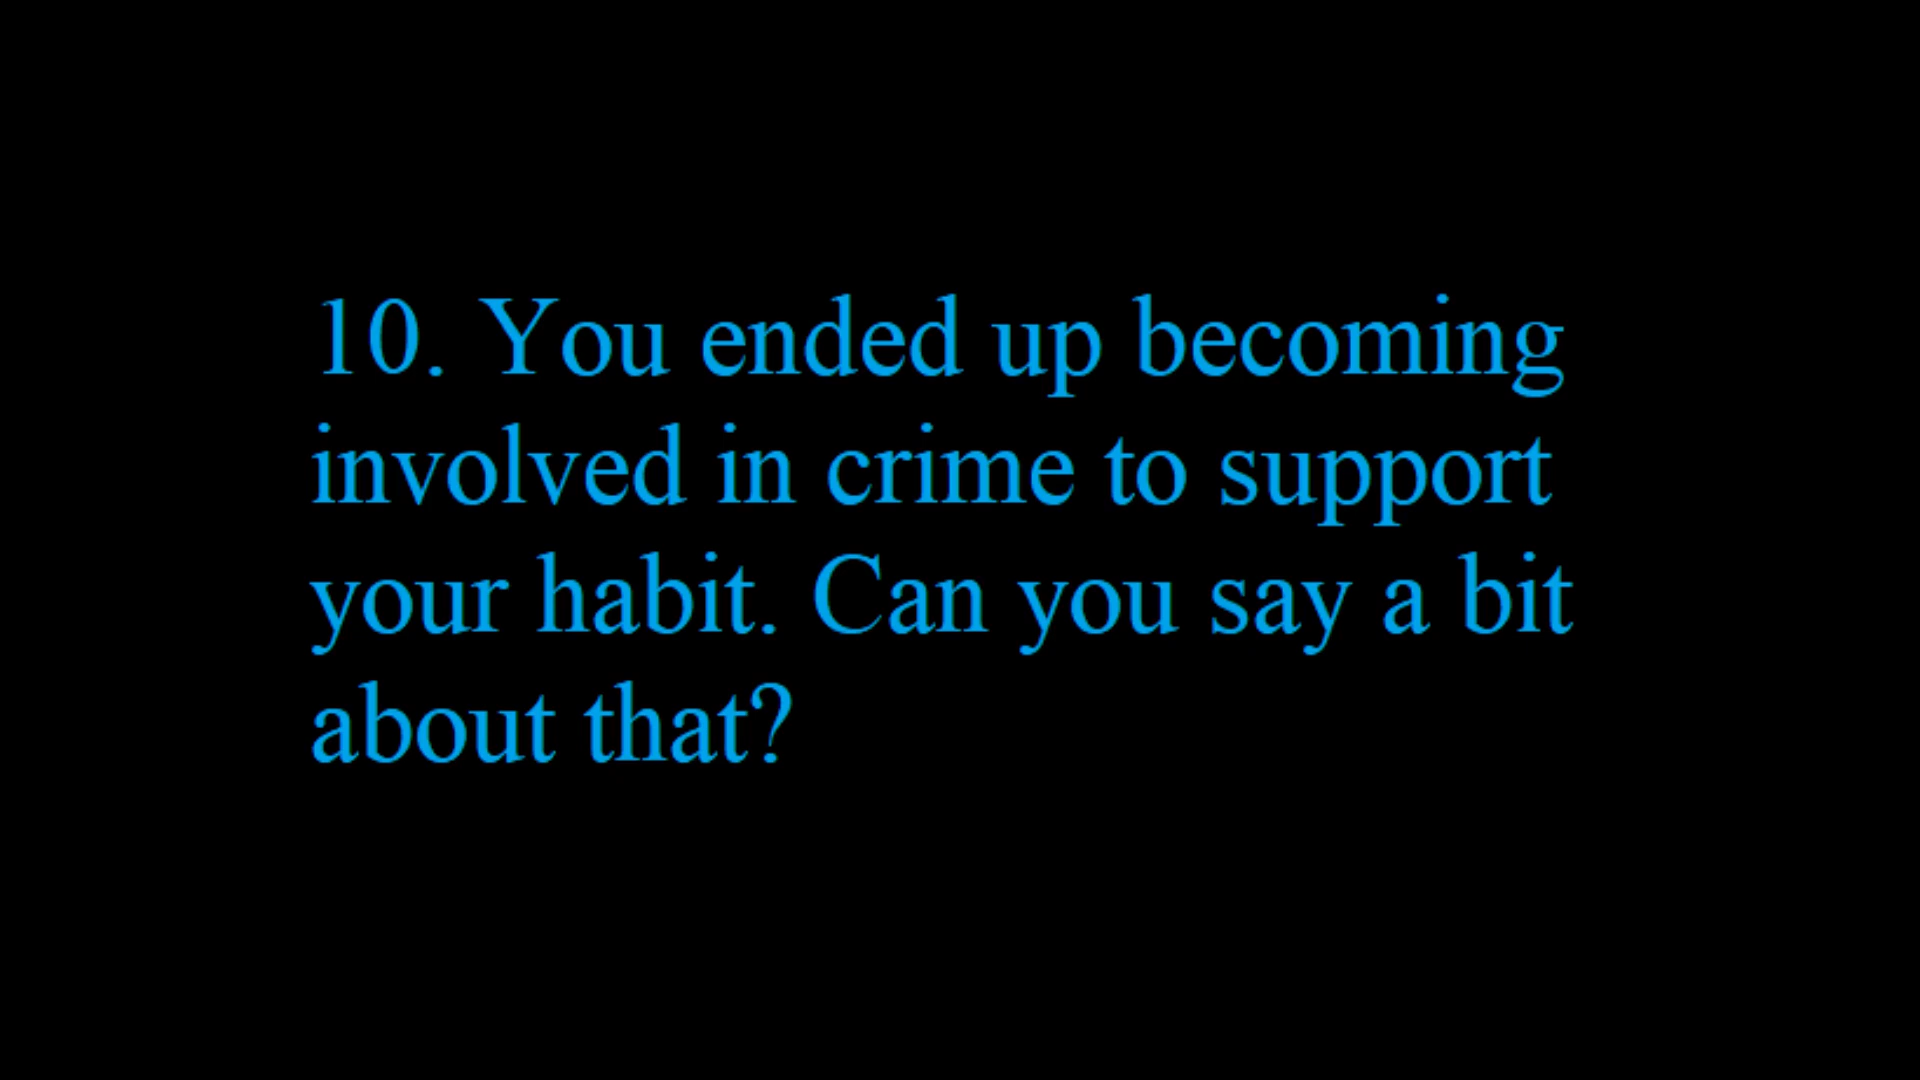 10. You ended up becoming
involved in crime to support
your habit. Can you say a bit
about that?